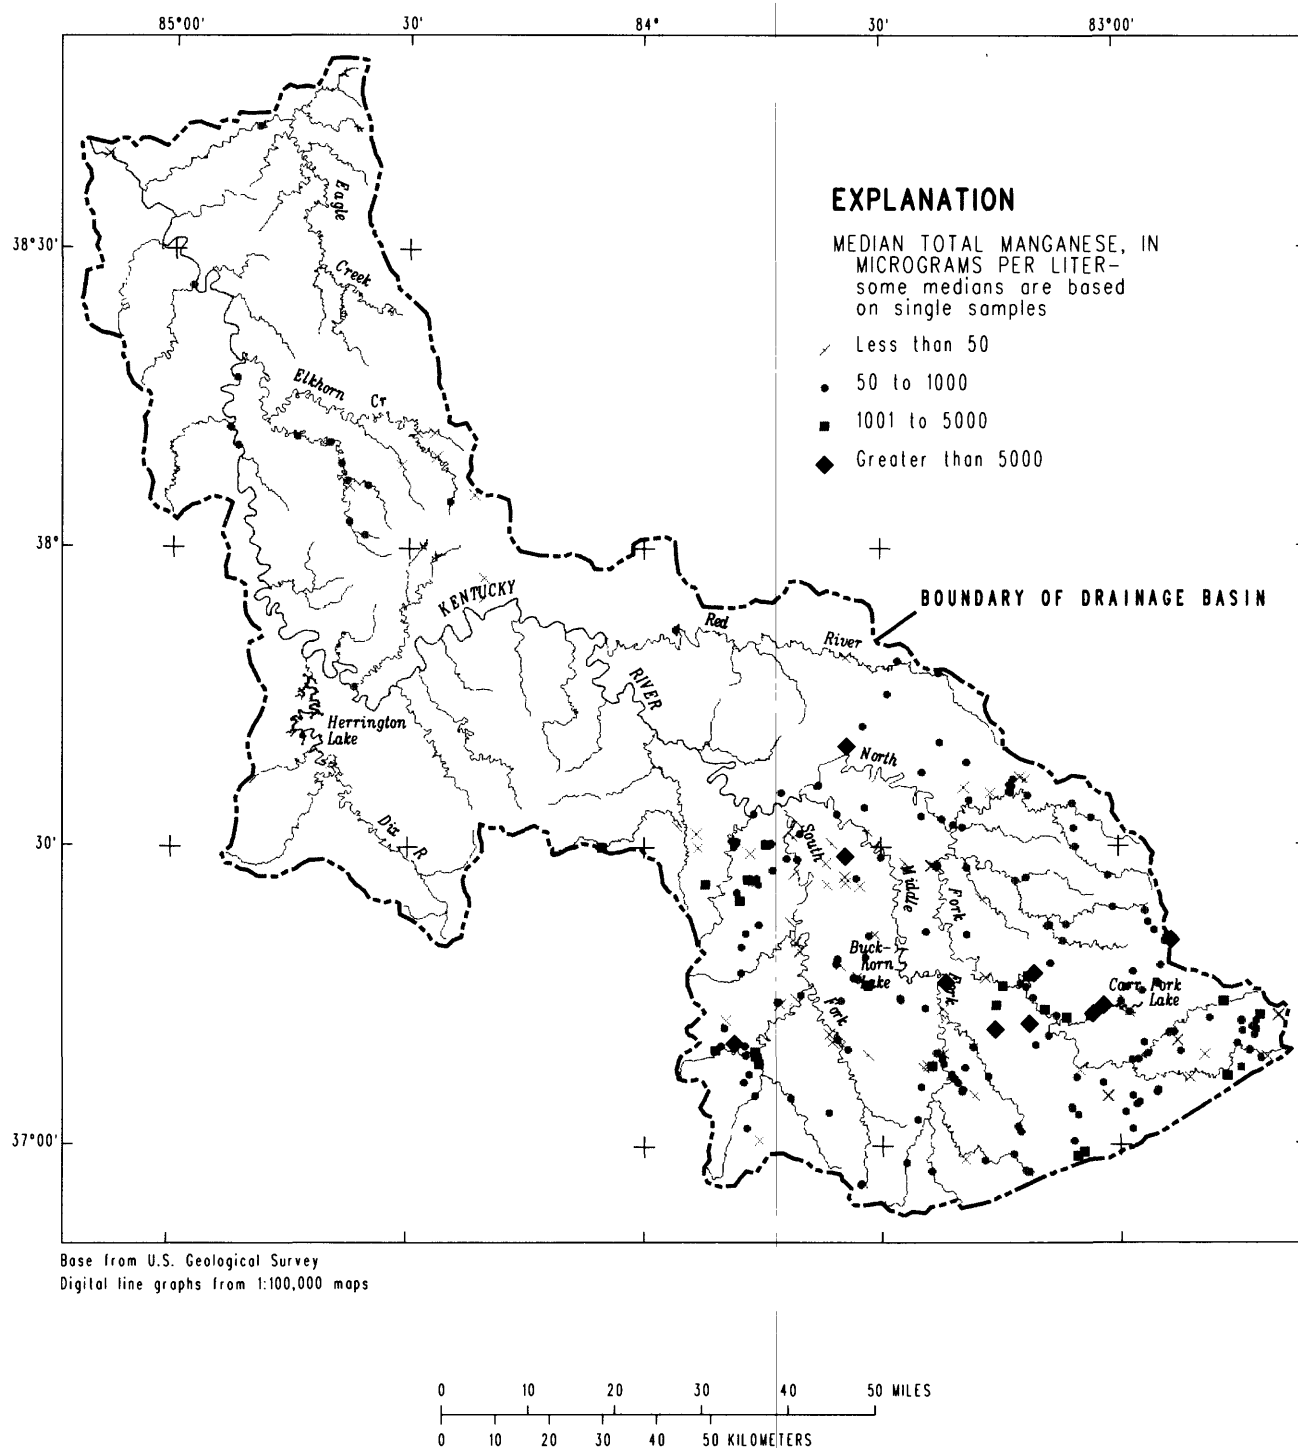 85°00' 30' 84° 30' 83°00'
38°30'
38°
30'
37°00'
Eagle
Creek
Elkhorn Cr
KENTUCKY
RIVER
Red
River
Herrington
Lake
Dix R
North
South
Middle
Fork
Buck-
horn
Lake
Fork
Fork
Carr Fork
Lake
EXPLANATION
MEDIAN TOTAL MANGANESE, IN
MICROGRAMS PER LITER-
some medians are based
on single samples
Less than 50
50 to 1000
1001 to 5000
Greater than 5000
BOUNDARY OF DRAINAGE BASIN
Base from U.S. Geological Survey
Digital line graphs from 1:100,000 maps
0 10 20 30 40 50 MILES
0 10 20 30 40 50 KILOMETERS